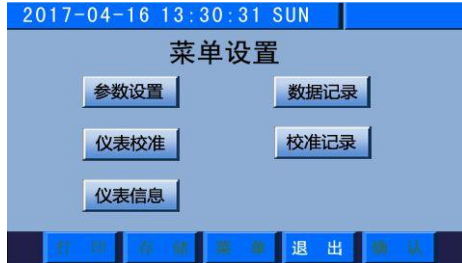 2017-04-16 13:30:31 SUN
菜单设置
参数设置 数据记录
仪表校准 校准记录
仪表信息
打 印 存 储 菜 单 退 出 确 认